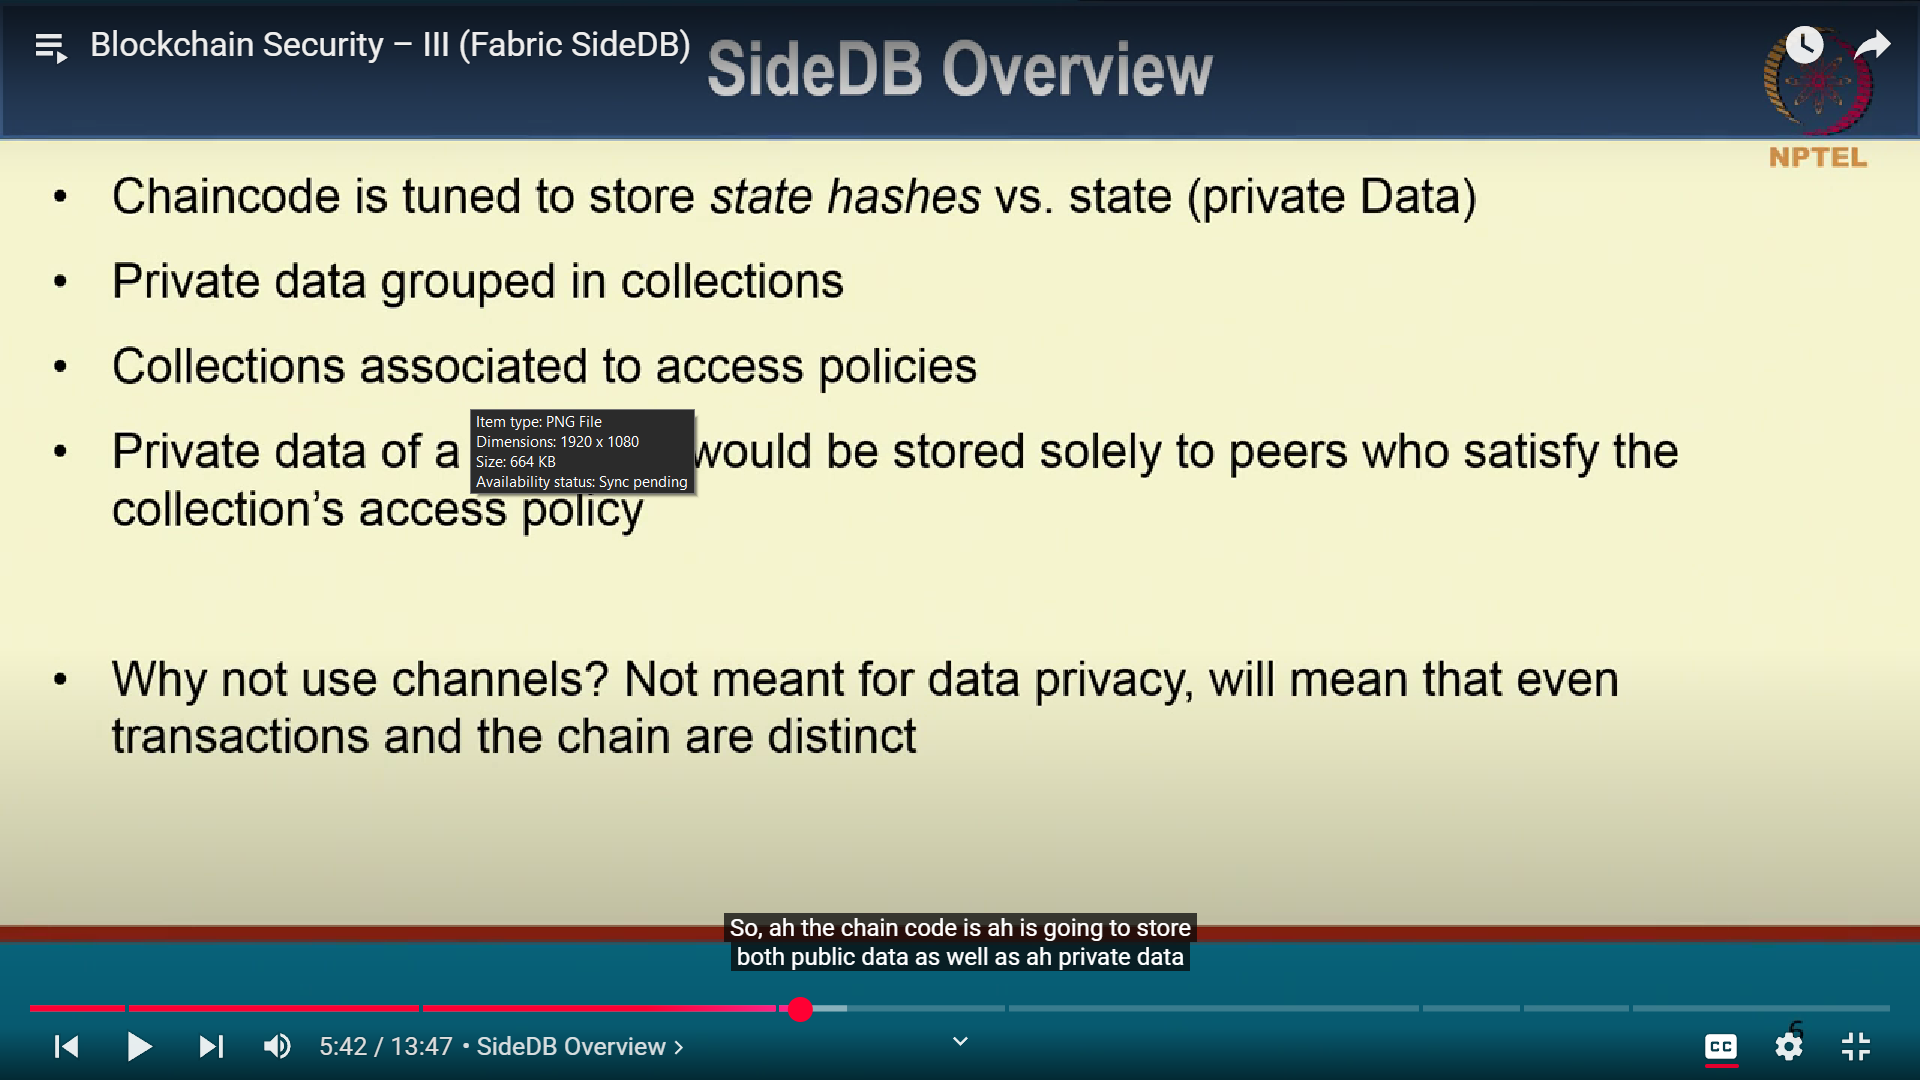 Blockchain Security – III (Fabric SideDB)
SideDB Overview
NPTEL
• Chaincode is tuned to store state hashes vs. state (private Data)
• Private data grouped in collections
• Collections associated to access policies
• Private data of a would be stored solely to peers who satisfy the
collection’s access policy
Item type: PNG File
Dimensions: 1920 x 1080
Size: 664 KB
Availability status: Sync pending
• Why not use channels? Not meant for data privacy, will mean that even
transactions and the chain are distinct
So, ah the chain code is ah is going to store
both public data as well as ah private data
6
5:42 / 13:47 • SideDB Overview >
CC